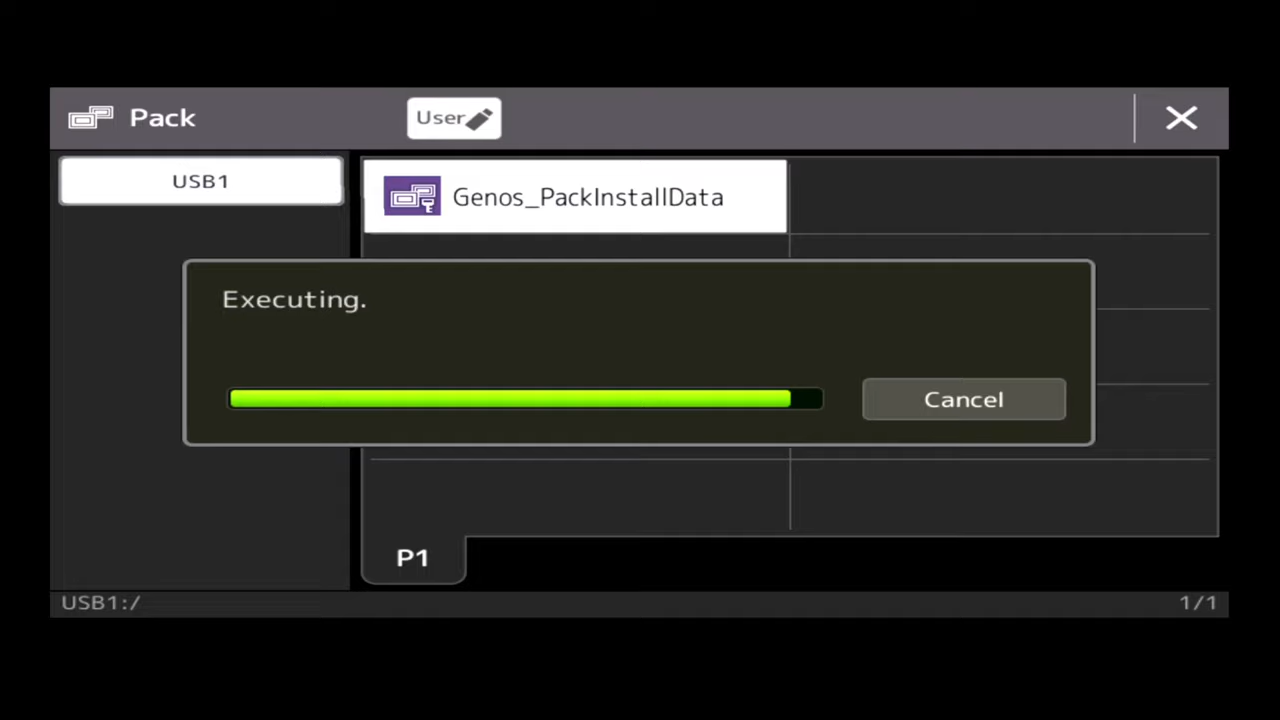 Pack
User
USB1
Genos_PackInstallData
Executing.
Cancel
P1
USB1:/
1/1